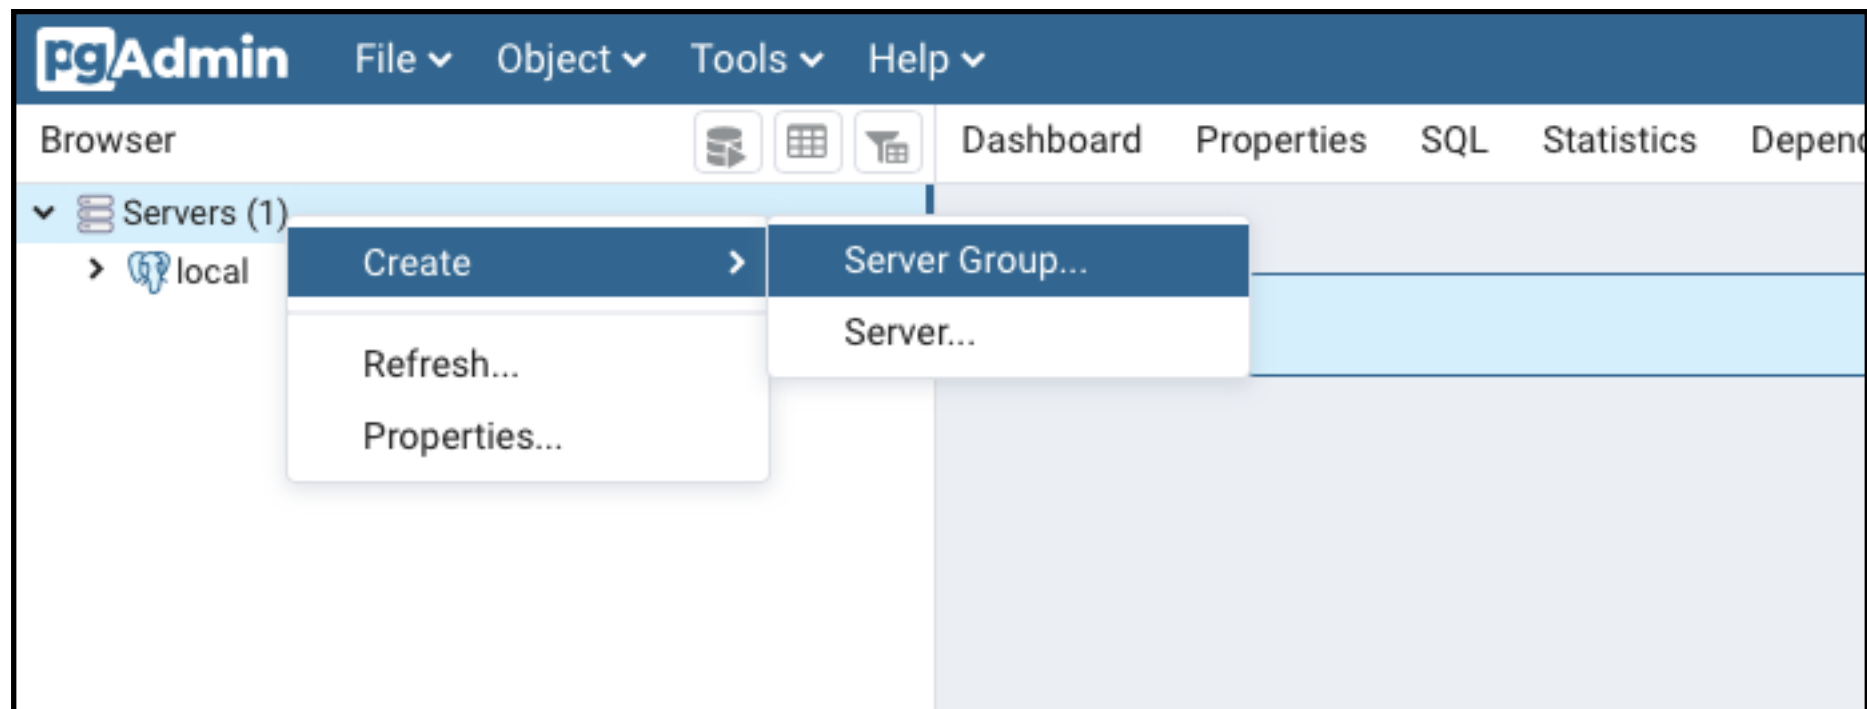 pgAdmin File Object Tools Help
Browser Dashboard Properties SQL Statistics Depend
Servers (1)
local
Create Server Group...
Server...
Refresh...
Properties...